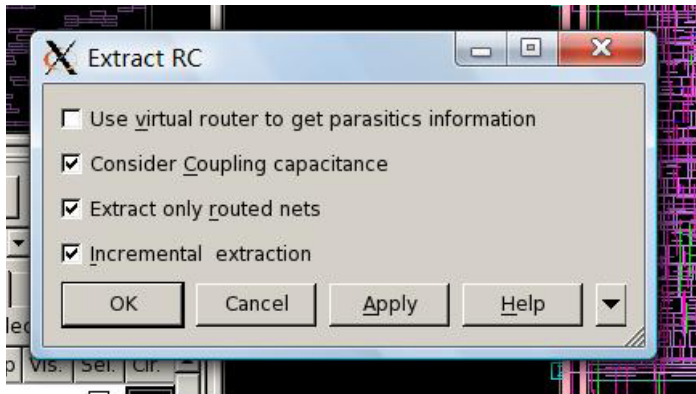 Extract RC
Use virtual router to get parasitics information
Consider Coupling capacitance
Extract only routed nets
Incremental extraction
OK Cancel Apply Help
Vis. Sel. Clr.